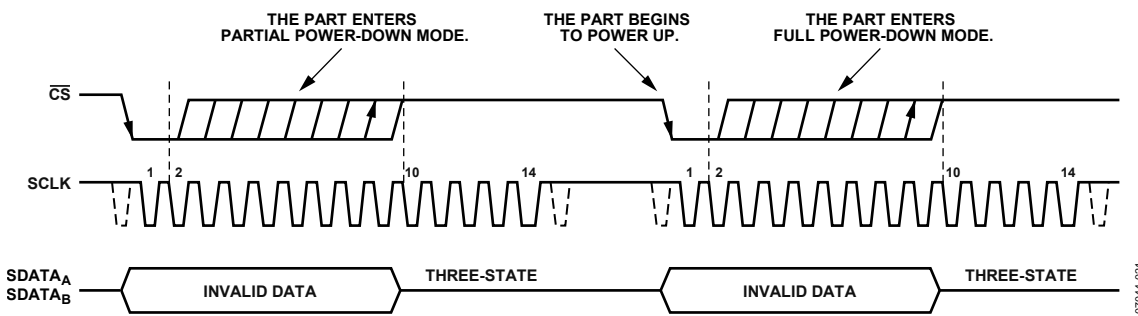 THE PART ENTERS
PARTIAL POWER-DOWN MODE.
THE PART BEGINS
TO POWER UP.
THE PART ENTERS
FULL POWER-DOWN MODE.
CS
SCLK
1 2 10 14 1 2 10 14
SDATAA
SDATAB
INVALID DATA
THREE-STATE
INVALID DATA
THREE-STATE